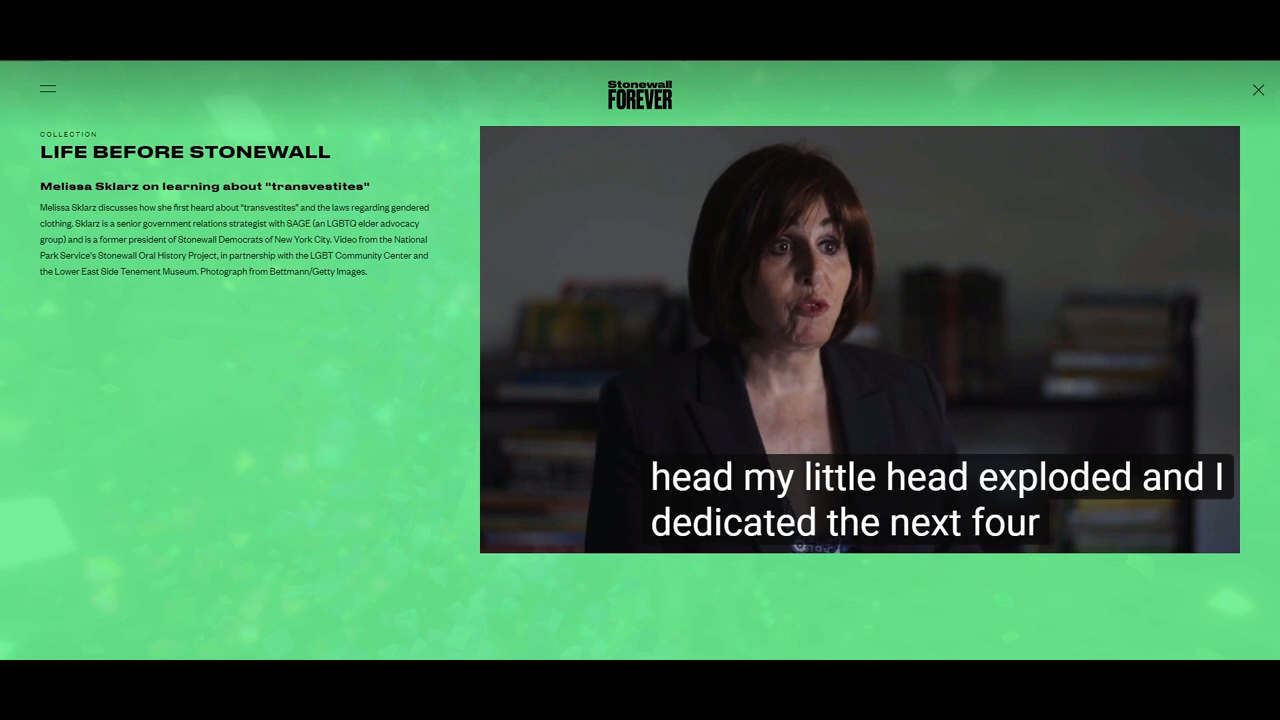 Stonewall
FOREVER
COLLECTION
LIFE BEFORE STONEWALL
Melissa Sklarz on learning about "transvestites"
Melissa Sklarz discusses how she first heard about “transvestites” and the laws regarding gendered
clothing. Sklarz is a senior government relations strategist with SAGE (an LGBTQ elder advocacy
group) and is a former president of Stonewall Democrats of New York City. Video from the National
Park Service's Stonewall Oral History Project, in partnership with the LGBT Community Center and
the Lower East Side Tenement Museum. Photograph from Bettmann/Getty Images.
head my little head exploded and I
dedicated the next four